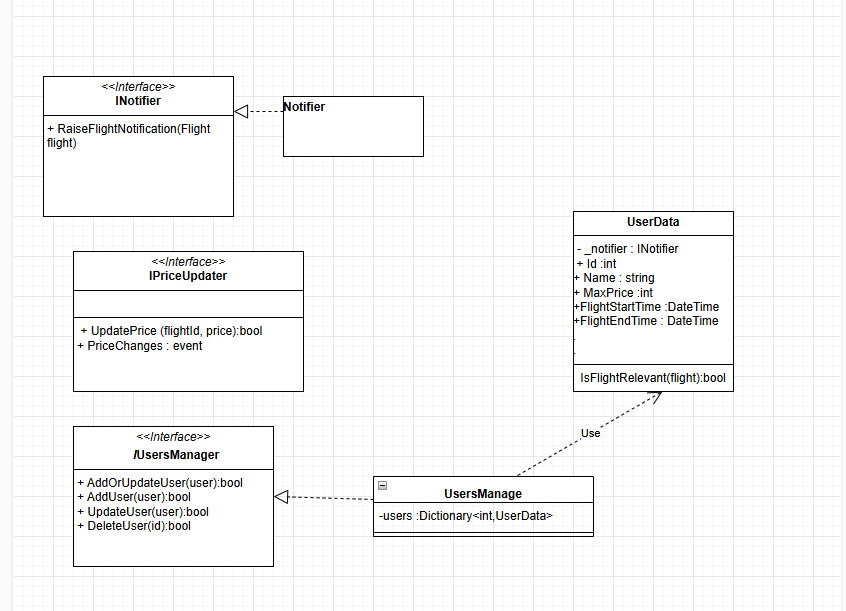 <<Interface>>
INotifier
+ RaiseFlightNotification(Flight
flight)
Notifier
<<Interface>>
IPriceUpdater
+ UpdatePrice (flightId, price):bool
+ PriceChanges : event
UserData
- _notifier : INotifier
+ Id :int
+ Name : string
+ MaxPrice :int
+FlightStartTime :DateTime
+FlightEndTime : DateTime
.
.
IsFlightRelevant(flight):bool
Use
<<Interface>>
IUsersManager
+ AddOrUpdateUser(user):bool
+ AddUser(user):bool
+ UpdateUser(user):bool
+ DeleteUser(id):bool
UsersManage
-users :Dictionary<int,UserData>